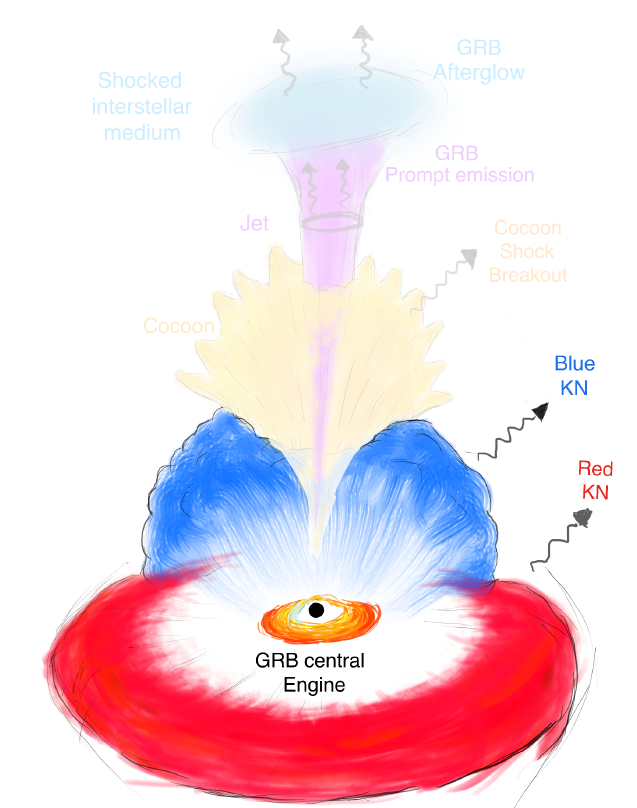 GRB
Afterglow
Shocked
interstellar
medium
GRB
Prompt emission
Jet
Cocoon
Shock
Breakout
Cocoon
Blue
KN
Red
KN
GRB central
Engine